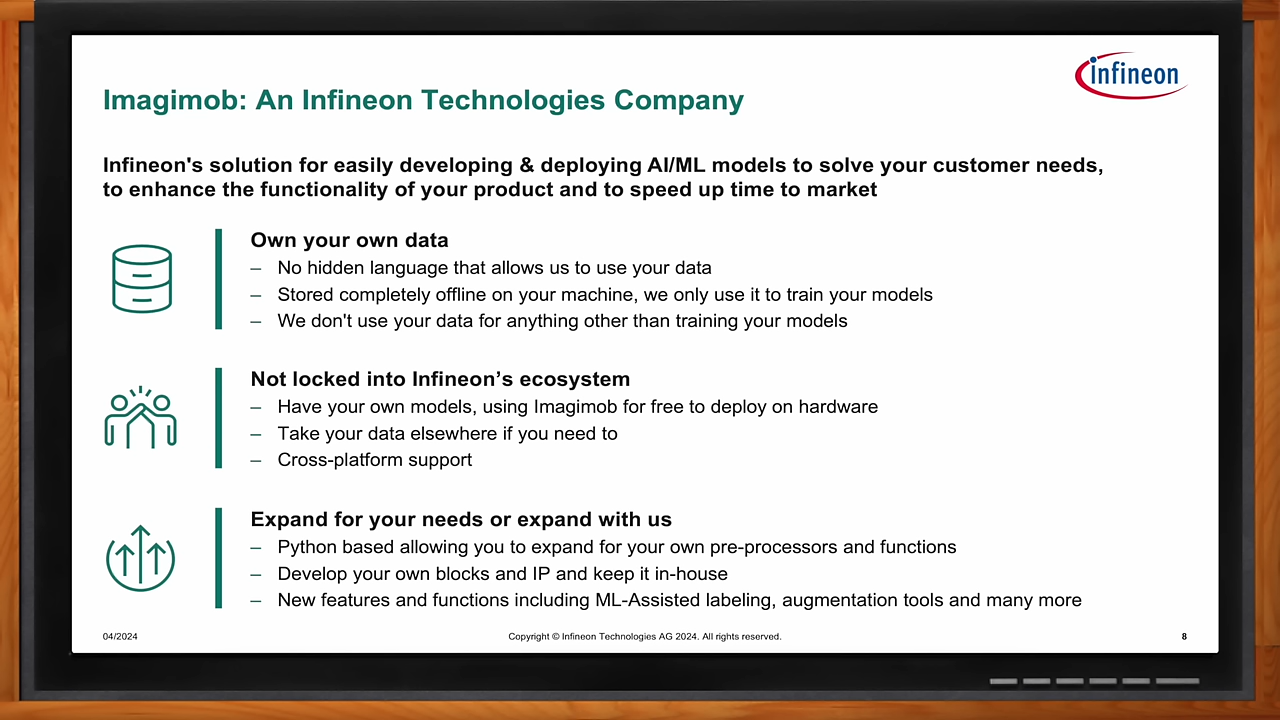 infineon
Imagimob: An Infineon Technologies Company
Infineon's solution for easily developing & deploying AI/ML models to solve your customer needs,
to enhance the functionality of your product and to speed up time to market
Own your own data
– No hidden language that allows us to use your data
– Stored completely offline on your machine, we only use it to train your models
– We don't use your data for anything other than training your models
Not locked into Infineon’s ecosystem
– Have your own models, using Imagimob for free to deploy on hardware
– Take your data elsewhere if you need to
– Cross-platform support
Expand for your needs or expand with us
– Python based allowing you to expand for your own pre-processors and functions
– Develop your own blocks and IP and keep it in-house
– New features and functions including ML-Assisted labeling, augmentation tools and many more
04/2024
Copyright © Infineon Technologies AG 2024. All rights reserved.
8